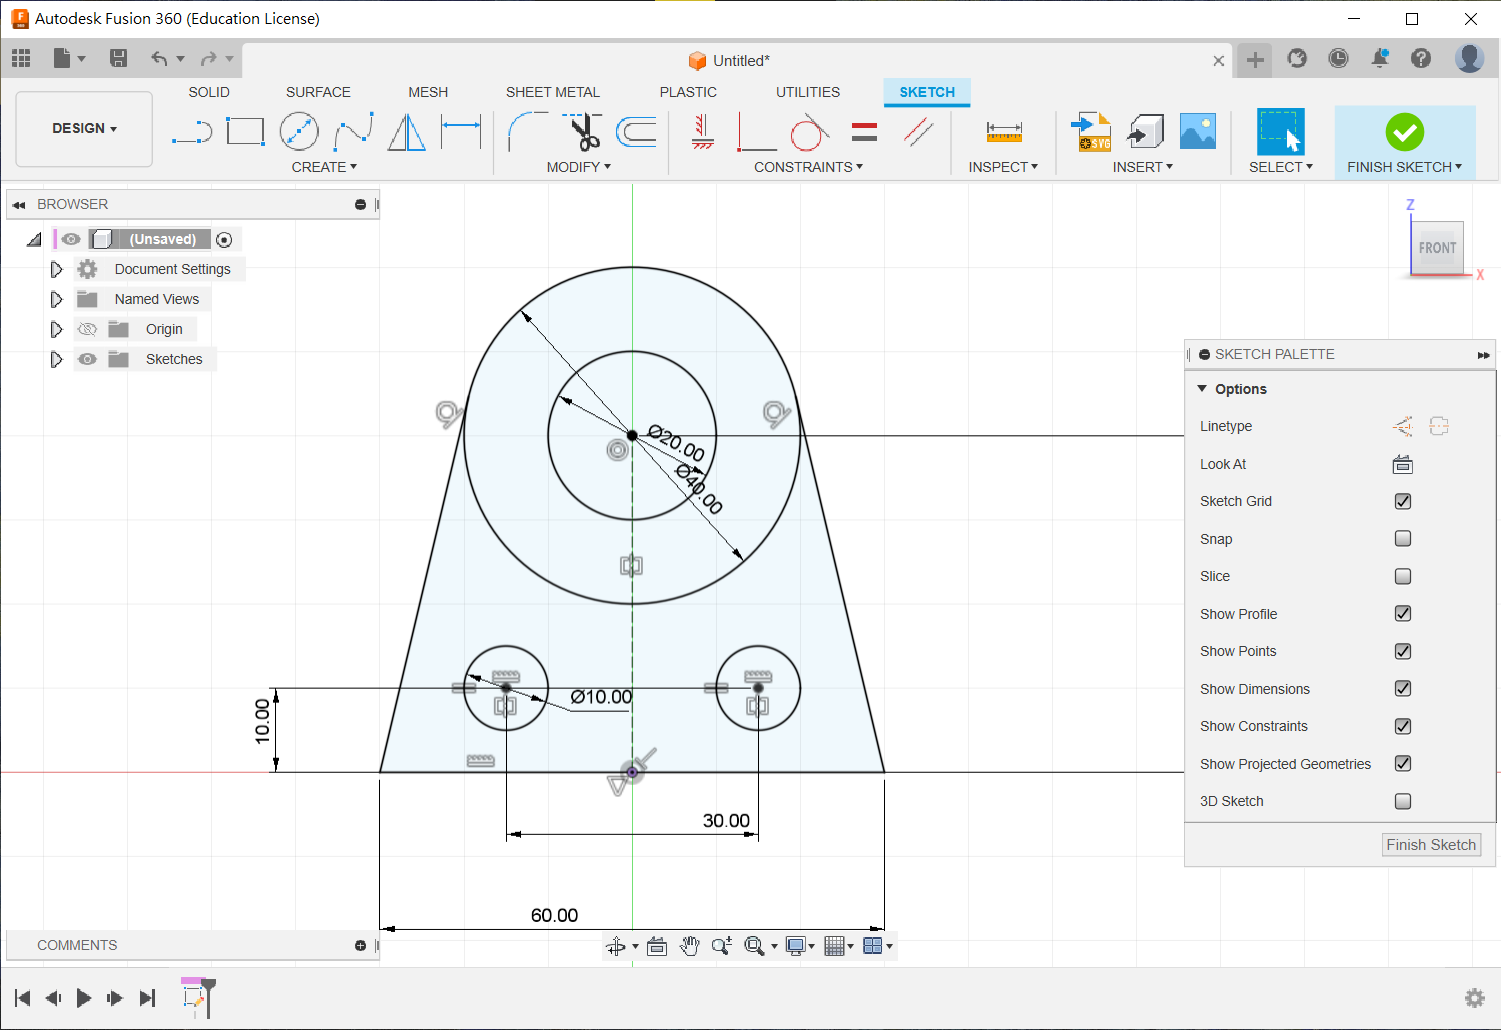 Autodesk Fusion 360 (Education License)
Untitled*
SOLID SURFACE MESH SHEET METAL PLASTIC UTILITIES SKETCH
DESIGN
SVG
CREATE MODIFY CONSTRAINTS INSPECT INSERT SELECT FINISH SKETCH
BROWSER
(Unsaved)
Document Settings
Named Views
Origin
Sketches
Z
FRONT
X
SKETCH PALETTE
Options
Linetype
Look At
Sketch Grid
Snap
Slice
Show Profile
Show Points
Show Dimensions
Show Constraints
Show Projected Geometries
3D Sketch
Finish Sketch
Ø20.00
Ø40.00
Ø10.00
10.00
30.00
60.00
COMMENTS